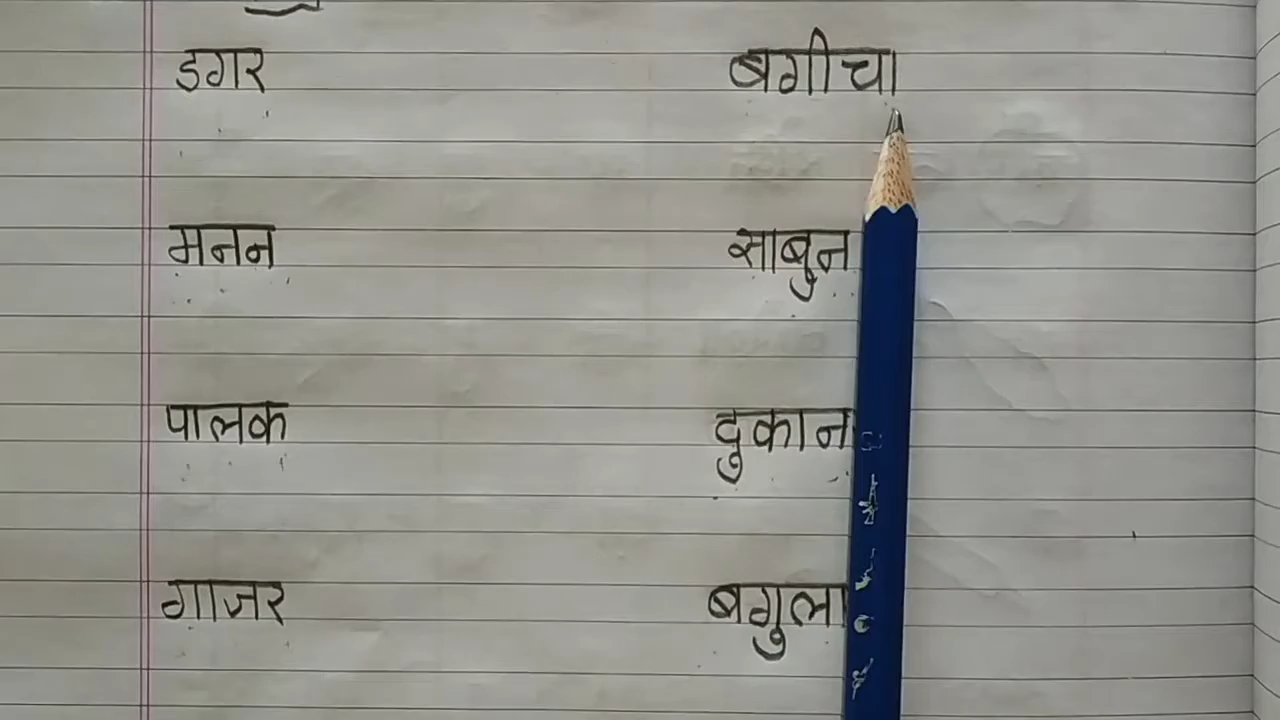 डगर बगीचा
मनन साबुन
पालक दुकान
गाजर बगुला